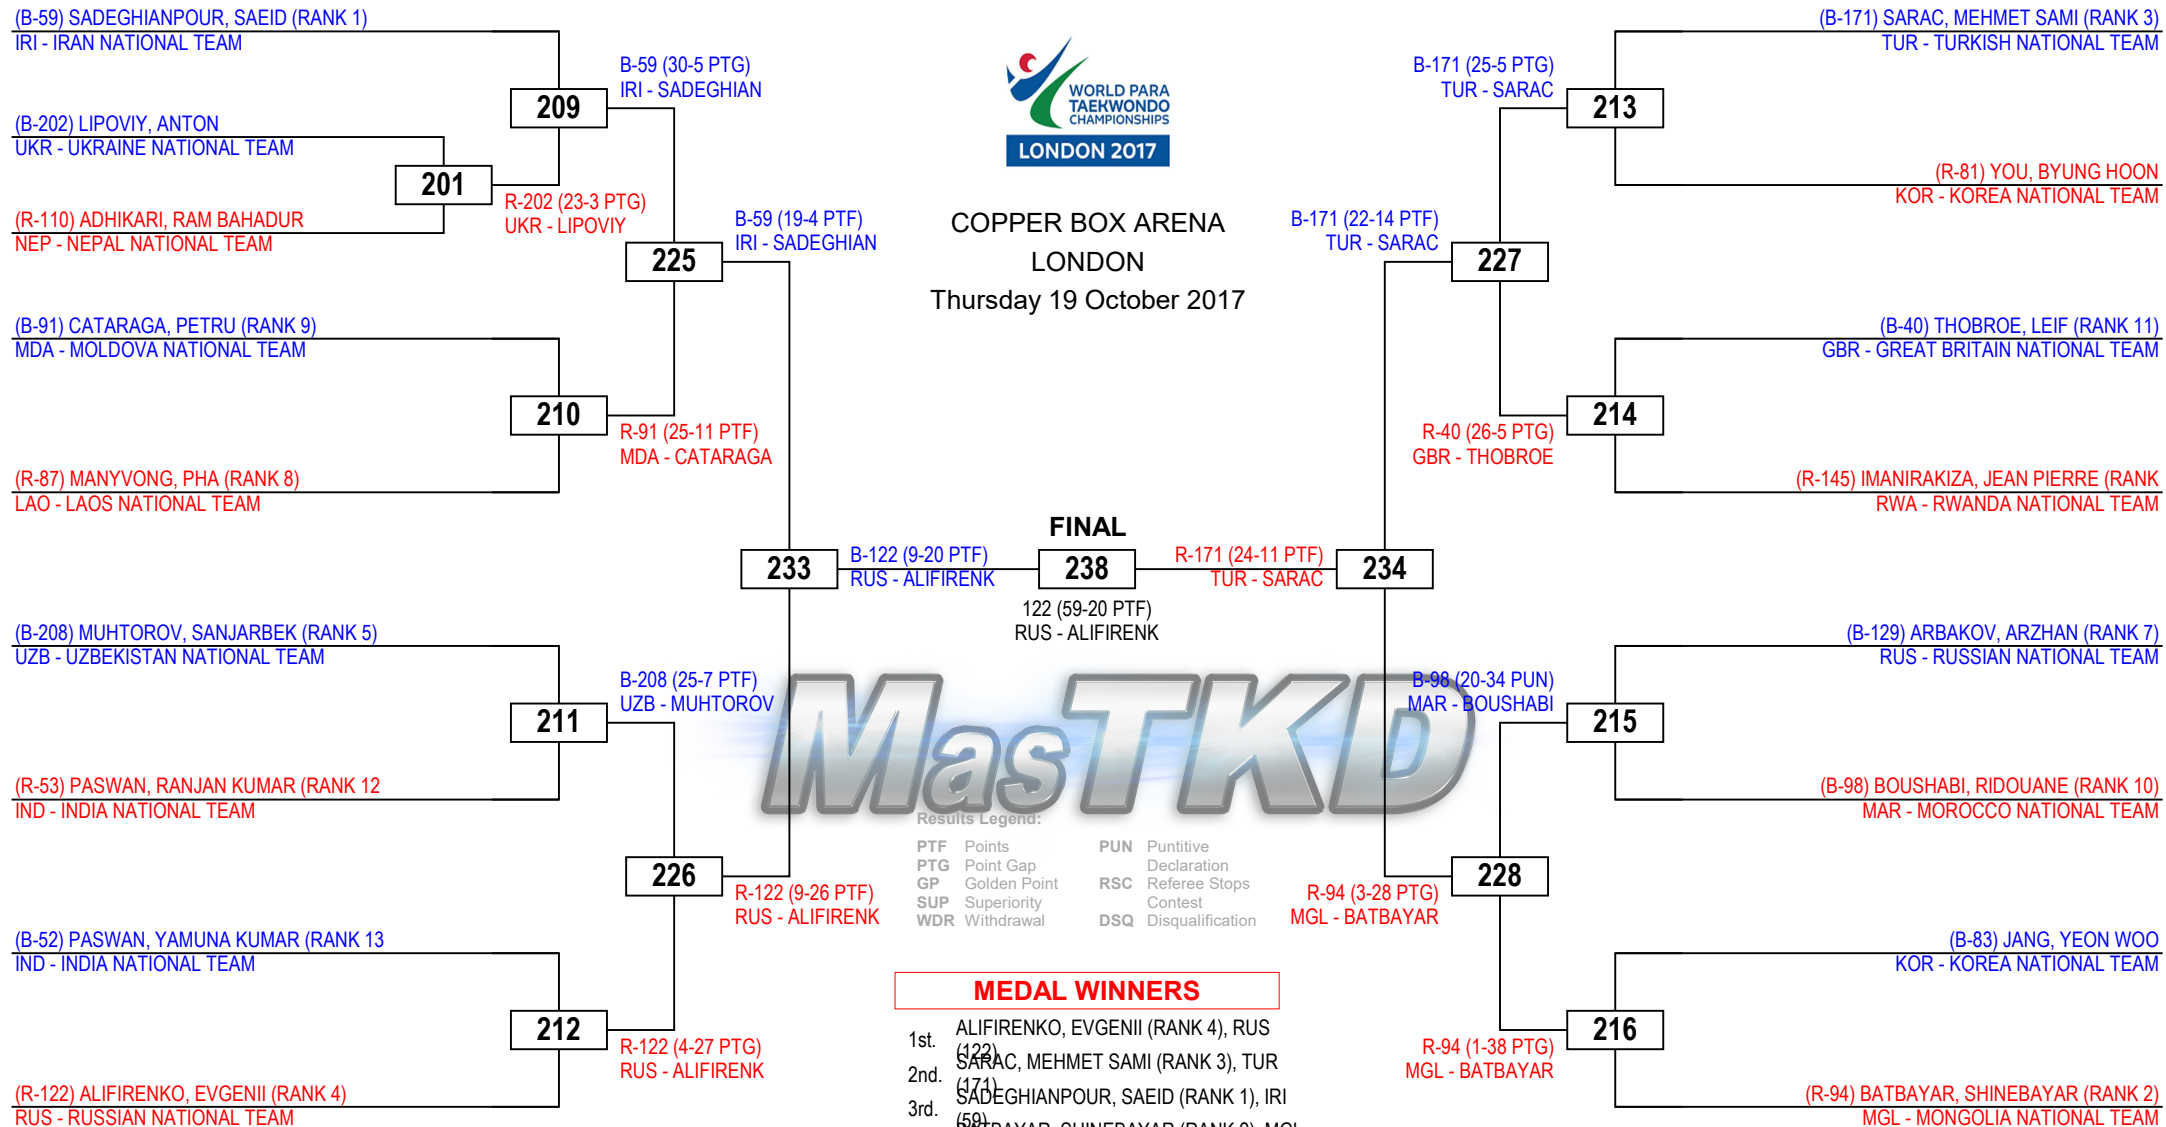 (B-59) SADEGHIANPOUR, SAEID (RANK 1)
IRI - IRAN NATIONAL TEAM
B-59 (30-5 PTG)
IRI - SADEGHIAN
209
(B-202) LIPOVIY, ANTON
UKR - UKRAINE NATIONAL TEAM
201
R-202 (23-3 PTG)
UKR - LIPOVIY
(R-110) ADHIKARI, RAM BAHADUR
NEP - NEPAL NATIONAL TEAM
B-59 (19-4 PTF)
IRI - SADEGHIAN
225
(B-91) CATARAGA, PETRU (RANK 9)
MDA - MOLDOVA NATIONAL TEAM
210
R-91 (25-11 PTF)
MDA - CATARAGA
(R-87) MANYVONG, PHA (RANK 8)
LAO - LAOS NATIONAL TEAM
233
B-122 (9-20 PTF)
RUS - ALIFIRENK
(B-208) MUHTOROV, SANJARBEK (RANK 5)
UZB - UZBEKISTAN NATIONAL TEAM
B-208 (25-7 PTF)
UZB - MUHTOROV
211
(R-53) PASWAN, RANJAN KUMAR (RANK 12
IND - INDIA NATIONAL TEAM
226
R-122 (9-26 PTF)
RUS - ALIFIRENK
(B-52) PASWAN, YAMUNA KUMAR (RANK 13
IND - INDIA NATIONAL TEAM
212
R-122 (4-27 PTG)
RUS - ALIFIRENK
(R-122) ALIFIRENKO, EVGENII (RANK 4)
RUS - RUSSIAN NATIONAL TEAM
WORLD PARA
TAEKWONDO
CHAMPIONSHIPS
LONDON 2017
COPPER BOX ARENA
LONDON
Thursday 19 October 2017
FINAL
238
122 (59-20 PTF)
RUS - ALIFIRENK
MasTKD
Results Legend:
PTF Points
PTG Point Gap
GP Golden Point
SUP Superiority
WDR Withdrawal
PUN Puntitive
Declaration
RSC Referee Stops
Contest
DSQ Disqualification
MEDAL WINNERS
1st. ALIFIRENKO, EVGENII (RANK 4), RUS
(122)
2nd. SARAC, MEHMET SAMI (RANK 3), TUR
(171)
3rd. SADEGHIANPOUR, SAEID (RANK 1), IRI
(59)
BATBAYAR, SHINEBAYAR (RANK 2), MGL
(B-171) SARAC, MEHMET SAMI (RANK 3)
TUR - TURKISH NATIONAL TEAM
B-171 (25-5 PTG)
TUR - SARAC
213
(R-81) YOU, BYUNG HOON
KOR - KOREA NATIONAL TEAM
B-171 (22-14 PTF)
TUR - SARAC
227
(B-40) THOBROE, LEIF (RANK 11)
GBR - GREAT BRITAIN NATIONAL TEAM
214
R-40 (26-5 PTG)
GBR - THOBROE
(R-145) IMANIRAKIZA, JEAN PIERRE (RANK
RWA - RWANDA NATIONAL TEAM
R-171 (24-11 PTF)
TUR - SARAC
234
(B-129) ARBAKOV, ARZHAN (RANK 7)
RUS - RUSSIAN NATIONAL TEAM
B-98 (20-34 PUN)
MAR - BOUSHABI
215
(B-98) BOUSHABI, RIDOUANE (RANK 10)
MAR - MOROCCO NATIONAL TEAM
228
R-94 (3-28 PTG)
MGL - BATBAYAR
(B-83) JANG, YEON WOO
KOR - KOREA NATIONAL TEAM
216
R-94 (1-38 PTG)
MGL - BATBAYAR
(R-94) BATBAYAR, SHINEBAYAR (RANK 2)
MGL - MONGOLIA NATIONAL TEAM